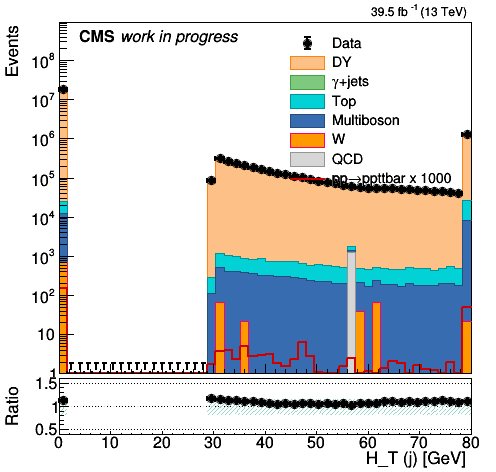 39.5 fb⁻¹ (13 TeV)
CMS work in progress
Events
Data
DY
γ+jets
Top
Multiboson
W
QCD
pp→ppttbar x 1000
10⁸
10⁷
10⁶
10⁵
10⁴
10³
10²
10
1
Ratio
1.5
1
0.5
0 10 20 30 40 50 60 70 80
H_T (j) [GeV]